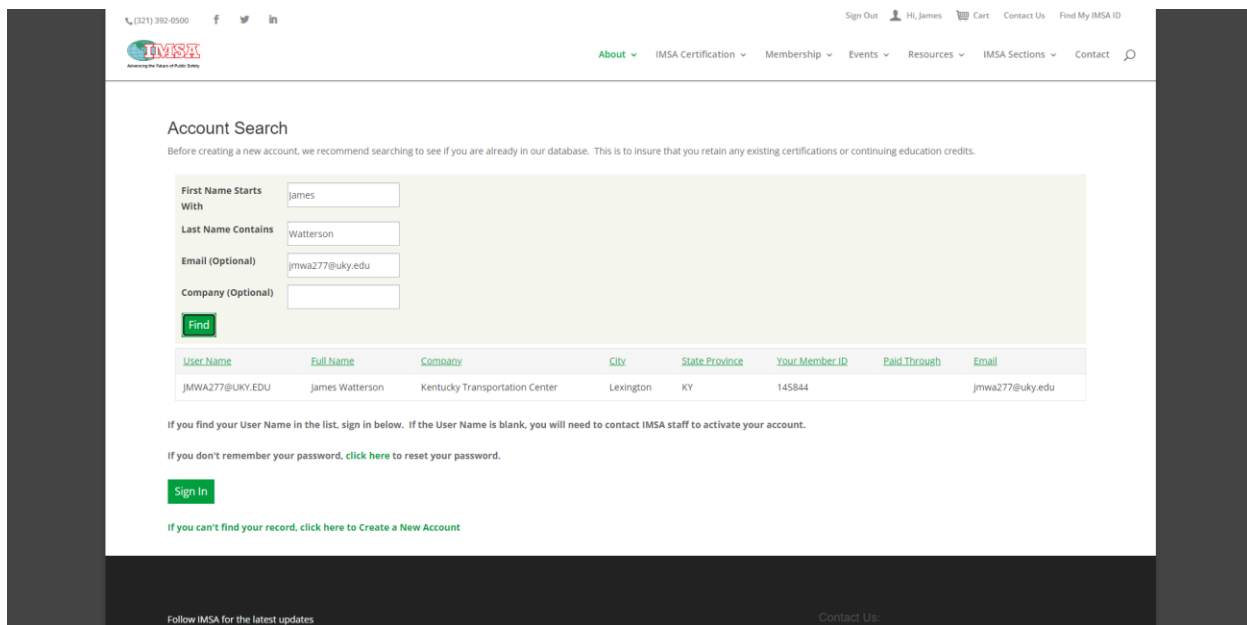 (321) 392-0500
Sign Out Hi, James Cart Contact Us Find My IMSA ID
IMSA
Advancing the Future of Public Safety
About IMSA Certification Membership Events Resources IMSA Sections Contact
Account Search
Before creating a new account, we recommend searching to see if you are already in our database. This is to insure that you retain any existing certifications or continuing education credits.
First Name Starts With James
Last Name Contains Watterson
Email (Optional) jmwa277@uky.edu
Company (Optional)
Find
User Name Full Name Company City State Province Your Member ID Paid Through Email
JMWA277@UKY.EDU James Watterson Kentucky Transportation Center Lexington KY 145844 jmwa277@uky.edu
If you find your User Name in the list, sign in below. If the User Name is blank, you will need to contact IMSA staff to activate your account.
If you don't remember your password, click here to reset your password.
Sign In
If you can't find your record, click here to Create a New Account
Follow IMSA for the latest updates
Contact Us: